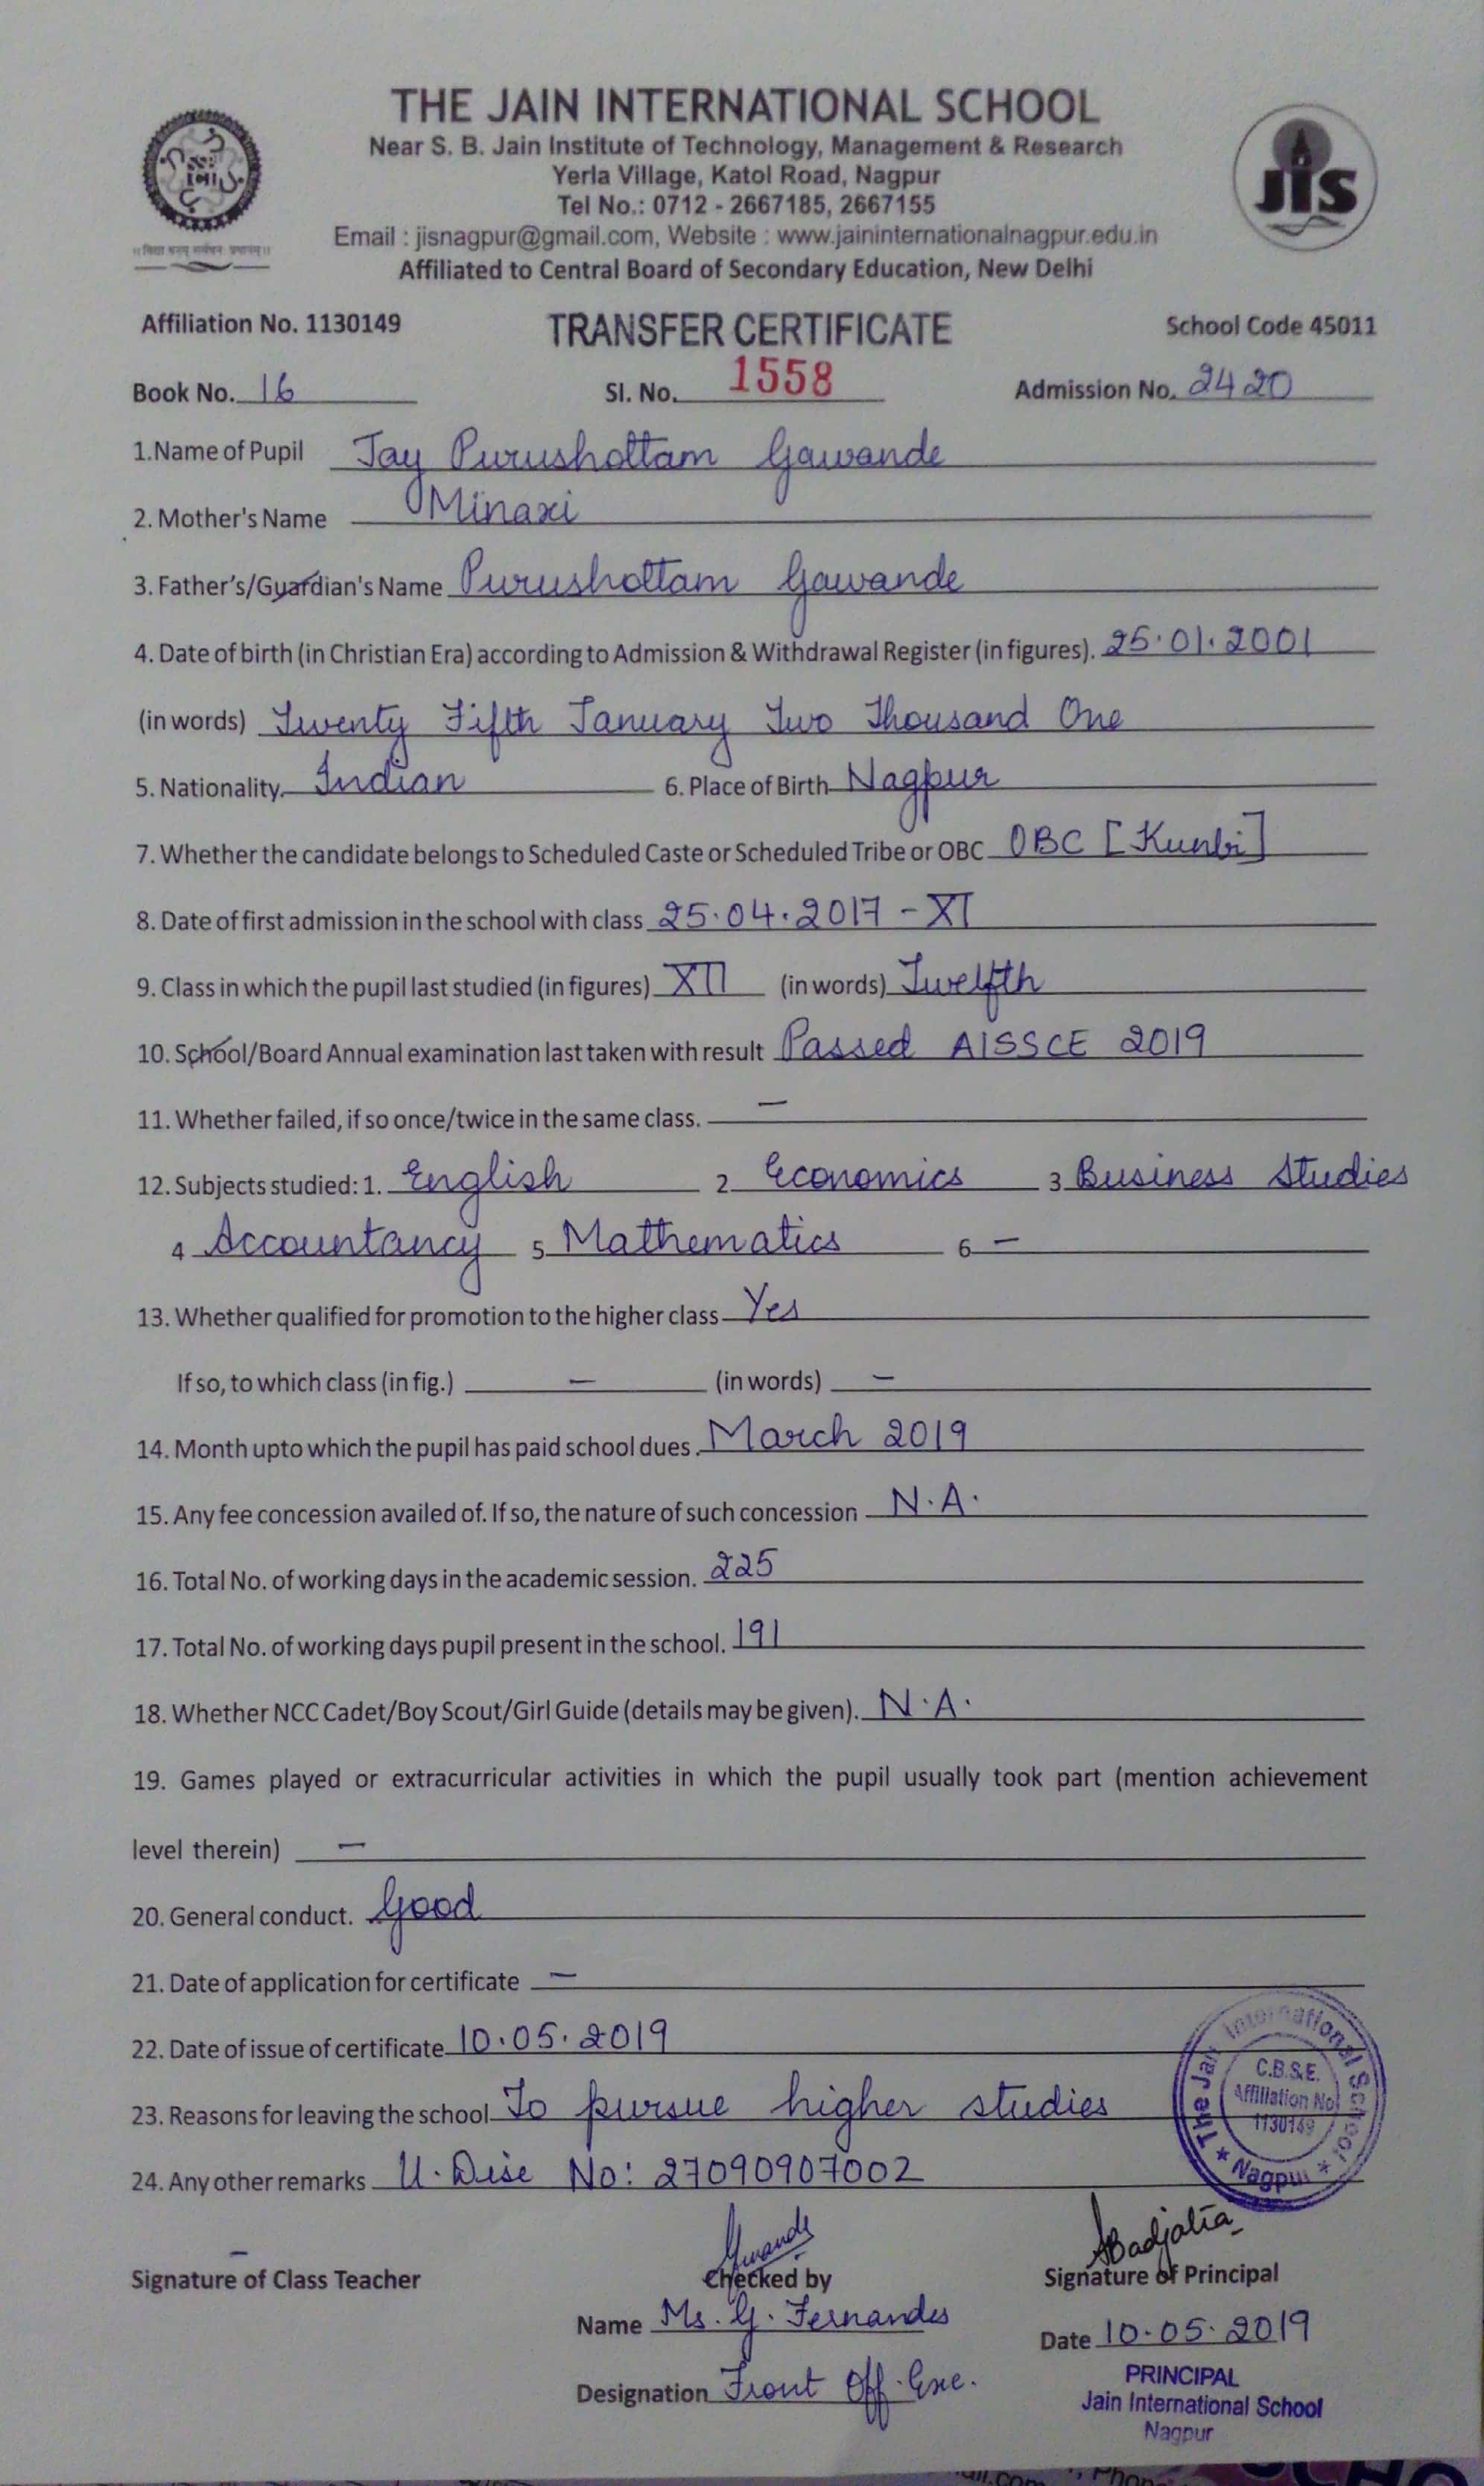 THE JAIN INTERNATIONAL SCHOOL
Near S. B. Jain Institute of Technology, Management & Research
Yerla Village, Katol Road, Nagpur
Tel No.: 0712 - 2667185, 2667155
Email : jisnagpur@gmail.com, Website : www.jaininternationalnagpur.edu.in
Affiliated to Central Board of Secondary Education, New Delhi
JIS
Affiliation No. 1130149 TRANSFER CERTIFICATE School Code 45011
Book No. 16 Sl. No. 1558 Admission No. 2420
1.Name of Pupil Jay Purushottam Gawande
2. Mother's Name Minaxi
3. Father's/Guardian's Name Purushottam Gawande
4. Date of birth (in Christian Era) according to Admission & Withdrawal Register (in figures). 25.01.2001
(in words) Twenty Fifth January Two Thousand One
5. Nationality. Indian 6. Place of Birth Nagpur
7. Whether the candidate belongs to Scheduled Caste or Scheduled Tribe or OBC OBC [Kunbi]
8. Date of first admission in the school with class 25.04.2017 - XI
9. Class in which the pupil last studied (in figures) XII (in words) Twelfth
10. School/Board Annual examination last taken with result Passed AISSCE 2019
11. Whether failed, if so once/twice in the same class. —
12. Subjects studied: 1. English 2 Economics 3 Business Studies
4 Accountancy 5 Mathematics 6 —
13. Whether qualified for promotion to the higher class Yes
If so, to which class (in fig.) — (in words) —
14. Month upto which the pupil has paid school dues. March 2019
15. Any fee concession availed of. If so, the nature of such concession N.A.
16. Total No. of working days in the academic session. 225
17. Total No. of working days pupil present in the school. 191
18. Whether NCC Cadet/Boy Scout/Girl Guide (details may be given). N.A.
19. Games played or extracurricular activities in which the pupil usually took part (mention achievement
level therein) —
20. General conduct. Good
21. Date of application for certificate —
22. Date of issue of certificate 10.05.2019
23. Reasons for leaving the school To pursue higher studies
24. Any other remarks U. Dise No: 27090907002
The Jain International School
C.B.S.E.
Affiliation No.
1130149
* Nagpur *
—
Signature of Class Teacher Checked by Signature of Principal
Name Ms. G. Fernandes
Date 10.05.2019
Designation Front Off. Exe.
PRINCIPAL
Jain International School
Nagpur